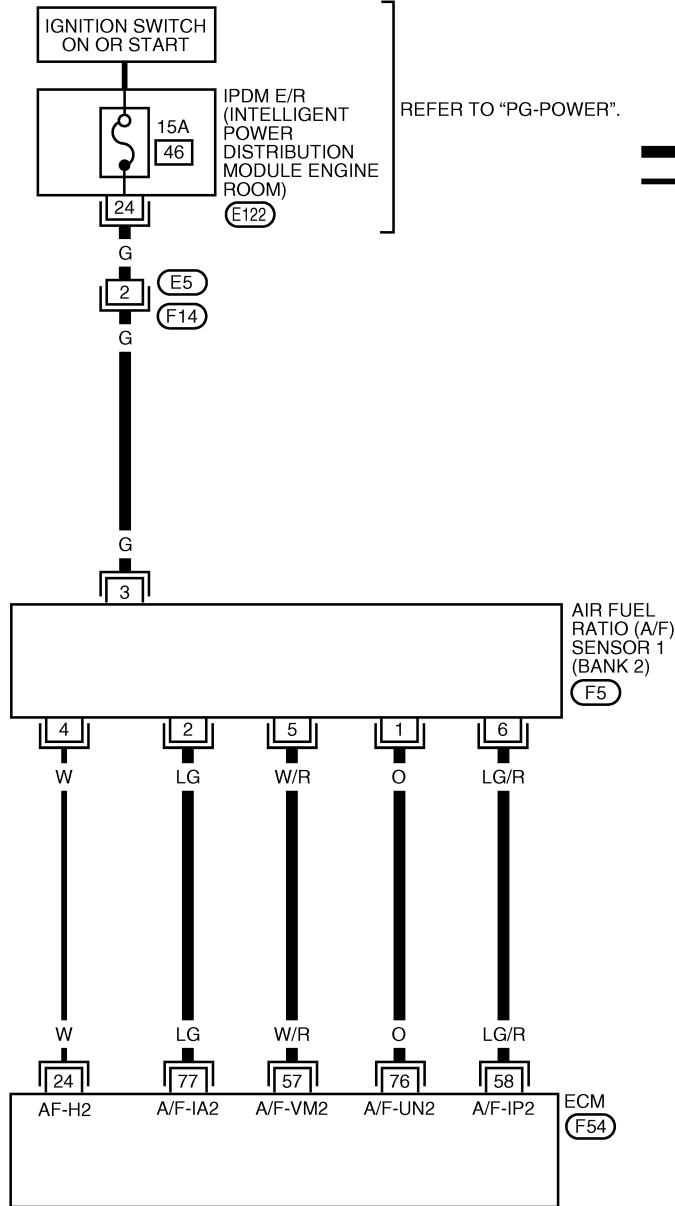 IGNITION SWITCH
ON OR START
IPDM E/R
(INTELLIGENT
POWER
DISTRIBUTION
MODULE ENGINE
ROOM)
E122
15A
46
REFER TO “PG-POWER”.
24
G
2
E5
F14
G
G
3
AIR FUEL
RATIO (A/F)
SENSOR 1
(BANK 2)
F5
4 2 5 1 6
W LG W/R O LG/R
W LG W/R O LG/R
24 77 57 76 58
AF-H2 A/F-IA2 A/F-VM2 A/F-UN2 A/F-IP2
ECM
F54